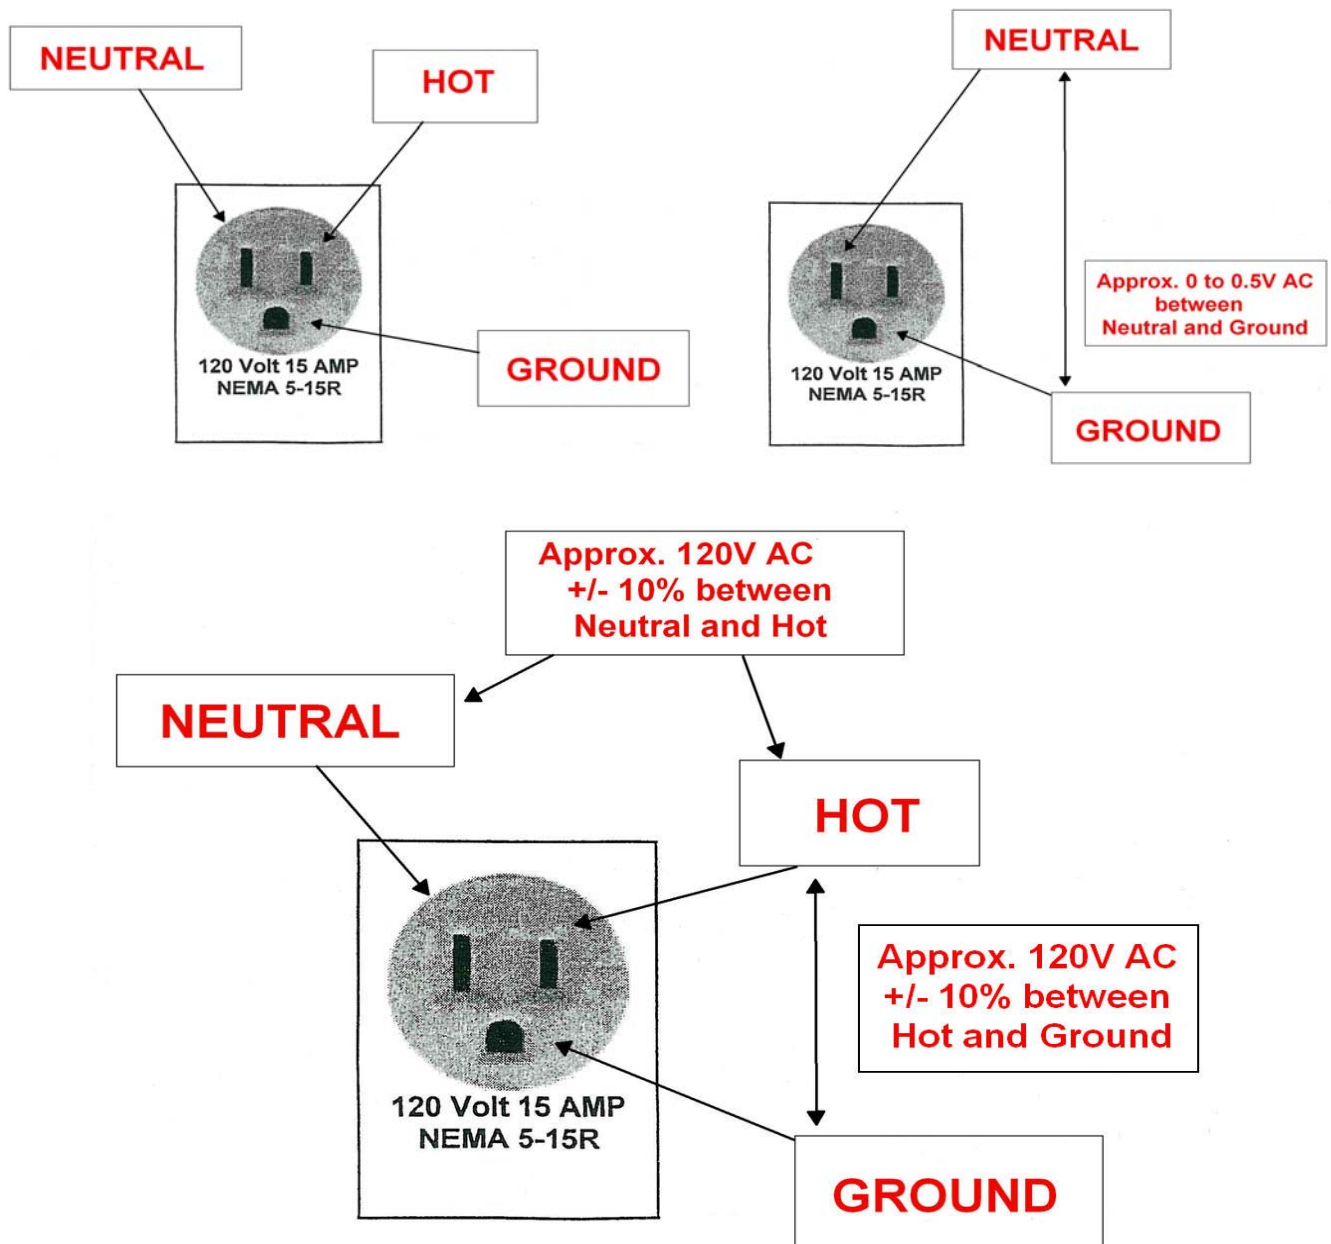 NEUTRAL
HOT
120 Volt 15 AMP
NEMA 5-15R
GROUND
NEUTRAL
Approx. 0 to 0.5V AC
between
Neutral and Ground
120 Volt 15 AMP
NEMA 5-15R
GROUND
Approx. 120V AC
+/- 10% between
Neutral and Hot
NEUTRAL
HOT
Approx. 120V AC
+/- 10% between
Hot and Ground
120 Volt 15 AMP
NEMA 5-15R
GROUND